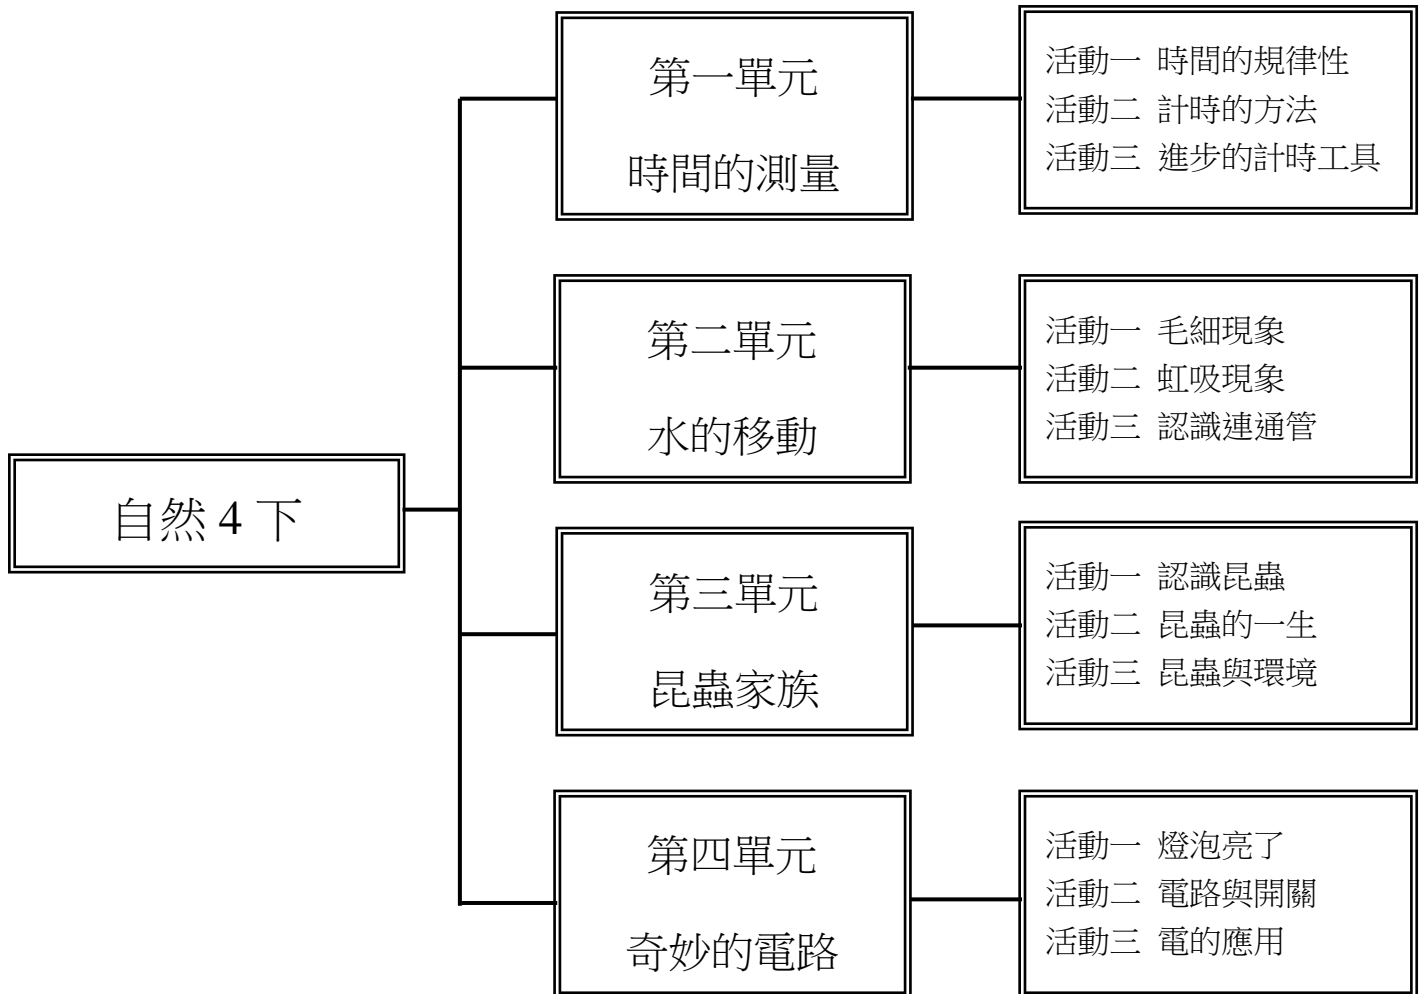 自然 4 下
第一單元
時間的測量
活動一 時間的規律性
活動二 計時的方法
活動三 進步的計時工具
第二單元
水的移動
活動一 毛細現象
活動二 虹吸現象
活動三 認識連通管
第三單元
昆蟲家族
活動一 認識昆蟲
活動二 昆蟲的一生
活動三 昆蟲與環境
第四單元
奇妙的電路
活動一 燈泡亮了
活動二 電路與開關
活動三 電的應用